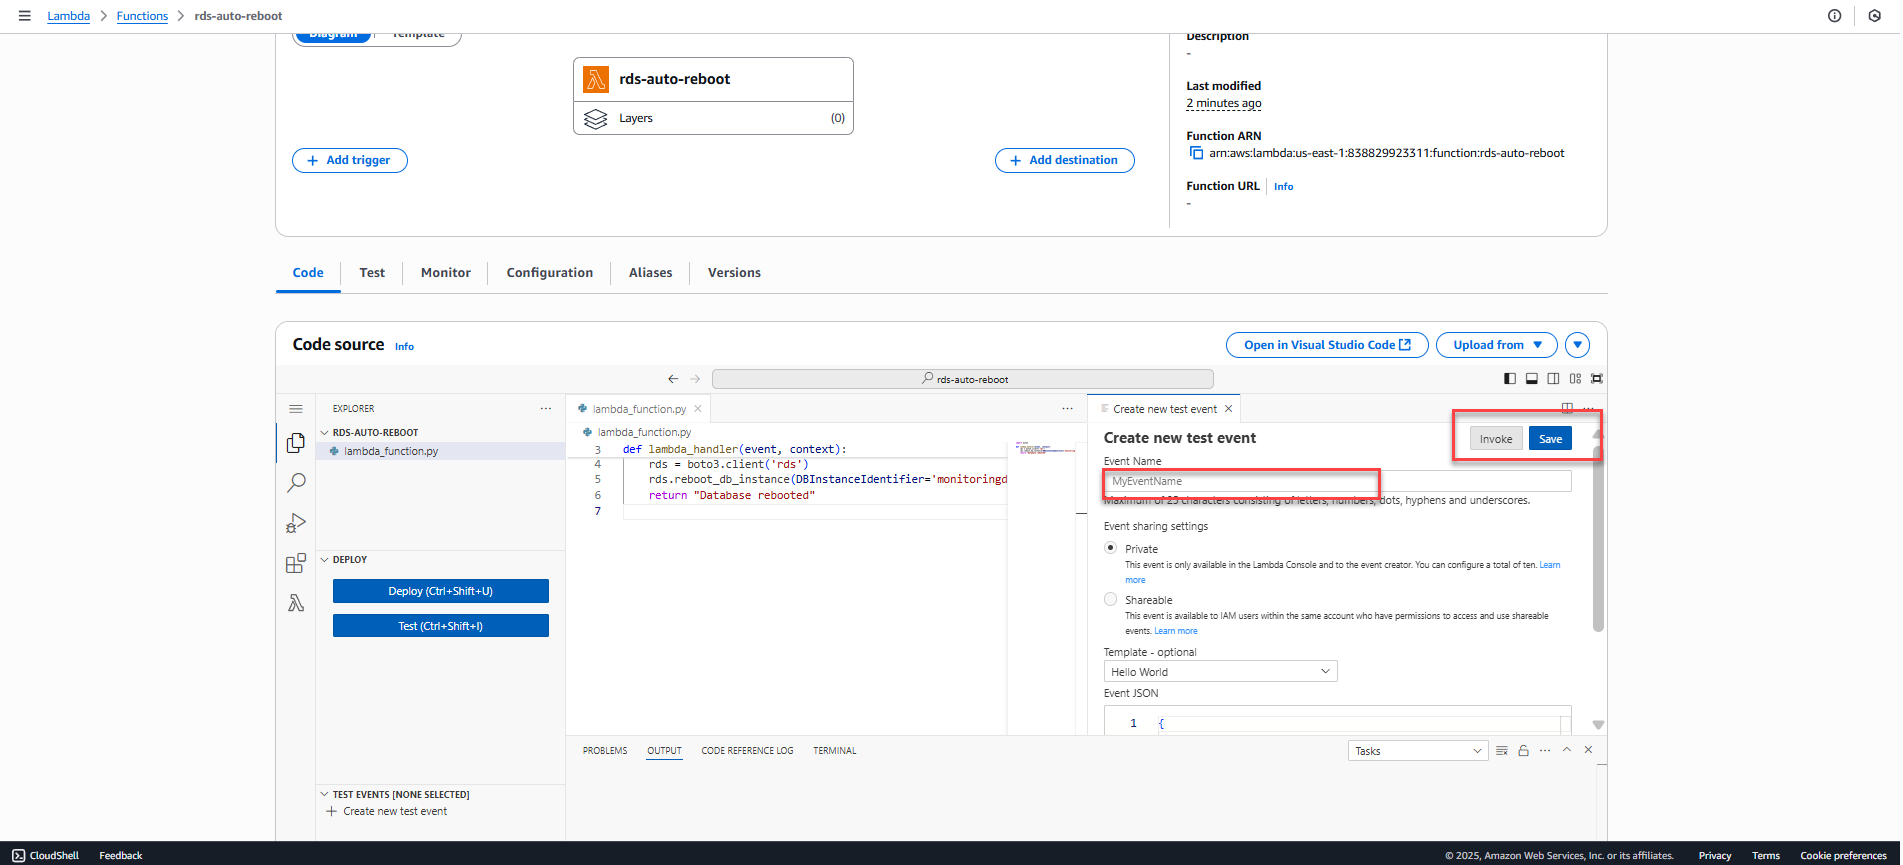 Lambda > Functions > rds-auto-reboot
Diagram Template
rds-auto-reboot
Layers (0)
+ Add trigger
+ Add destination
Description
-
Last modified
2 minutes ago
Function ARN
arn:aws:lambda:us-east-1:838829923311:function:rds-auto-reboot
Function URL Info
-
Code Test Monitor Configuration Aliases Versions
Code source Info
Open in Visual Studio Code Upload from
rds-auto-reboot
EXPLORER
RDS-AUTO-REBOOT
lambda_function.py
DEPLOY
Deploy (Ctrl+Shift+U)
Test (Ctrl+Shift+I)
TEST EVENTS [NONE SELECTED]
+ Create new test event
lambda_function.py
lambda_function.py
3 def lambda_handler(event, context):
4 rds = boto3.client('rds')
5 rds.reboot_db_instance(DBInstanceIdentifier='monitoringd
6 return "Database rebooted"
7
Create new test event
Create new test event
Invoke Save
Event Name
MyEventName
Maximum of 25 characters consisting of letters, numbers, dots, hyphens and underscores.
Event sharing settings
Private
This event is only available in the Lambda Console and to the event creator. You can configure a total of ten. Learn
more
Shareable
This event is available to IAM users within the same account who have permissions to access and use shareable
events. Learn more
Template - optional
Hello World
Event JSON
1 {
PROBLEMS OUTPUT CODE REFERENCE LOG TERMINAL
Tasks
CloudShell Feedback
© 2025, Amazon Web Services, Inc. or its affiliates. Privacy Terms Cookie preferences